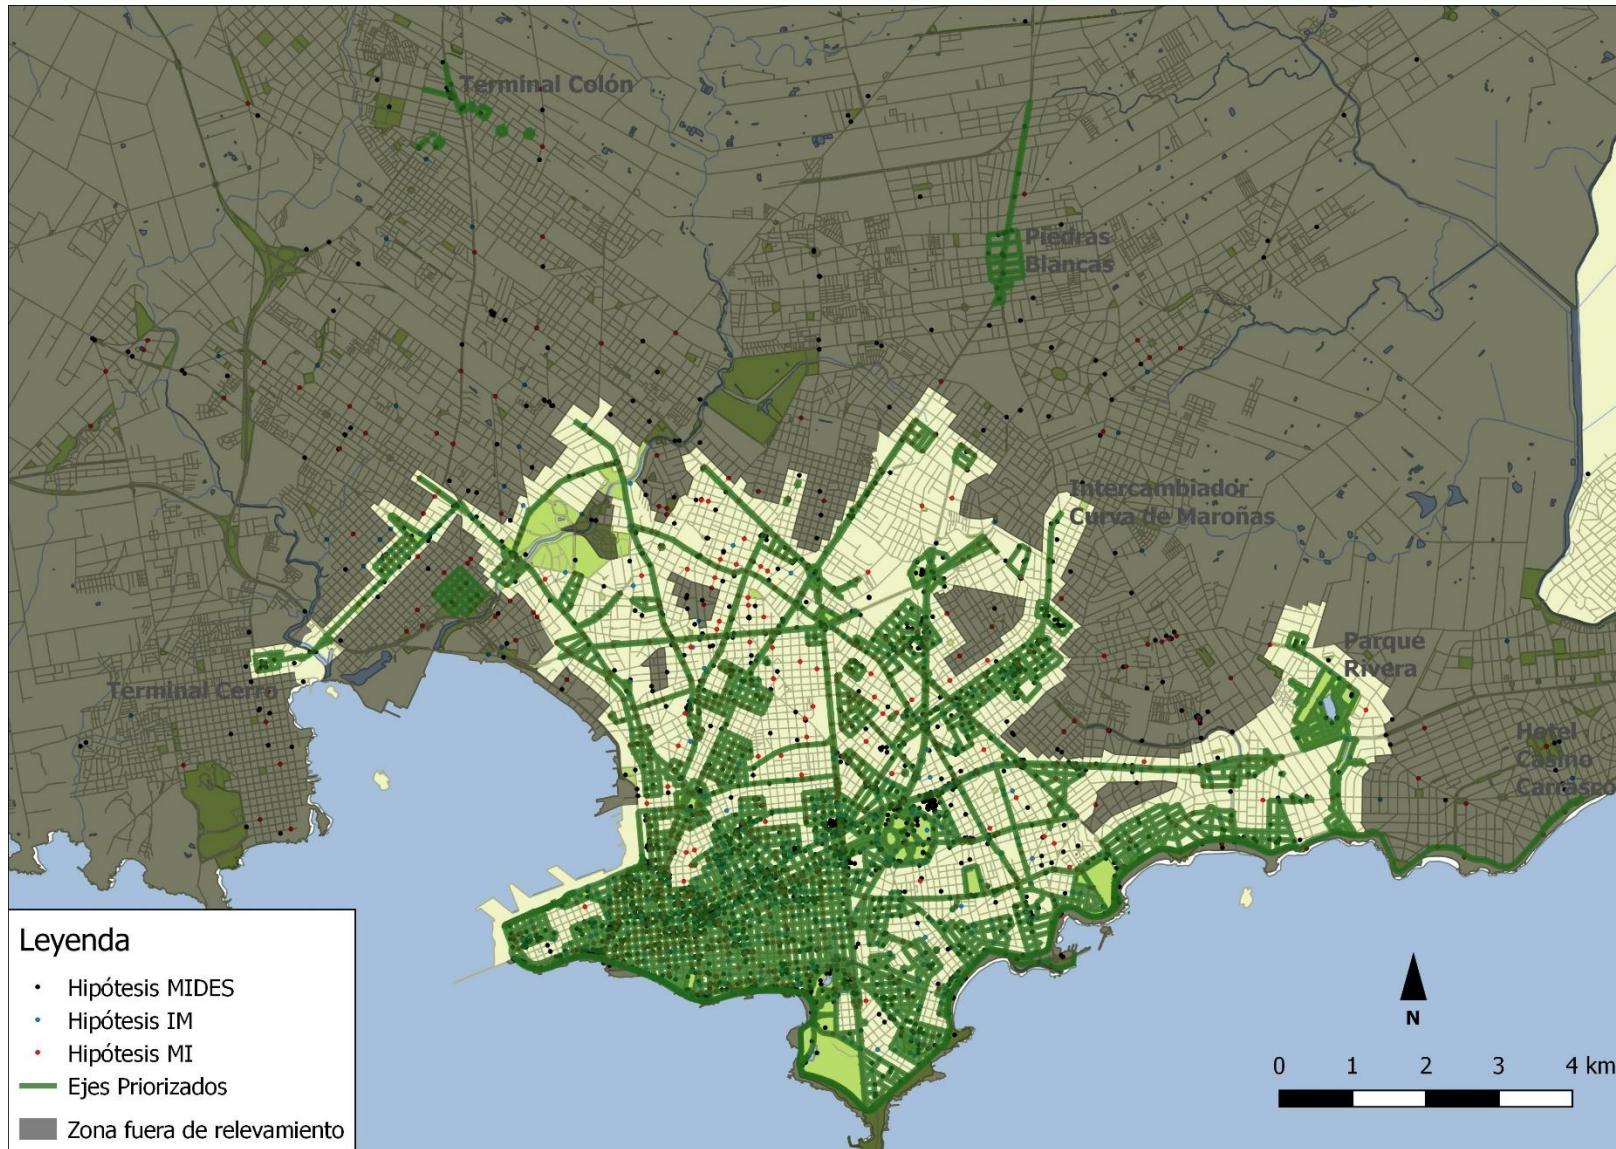 Terminal Colón
Piedras
Blancas
Intercambiador
Curva de Maroñas
Parque
Rivera
Terminal Cerro
Hotel
Casino
Carrasco
Leyenda
Hipótesis MIDES
Hipótesis IM
Hipótesis MI
Ejes Priorizados
Zona fuera de relevamiento
N
0 1 2 3 4 km